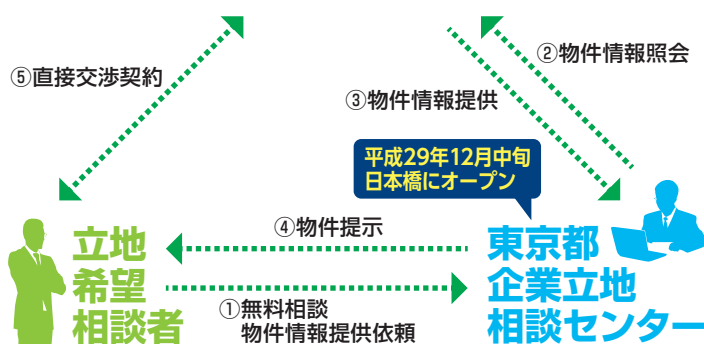 ⑤直接交渉契約
②物件情報照会
③物件情報提供
平成29年12月中旬
日本橋にオープン
立地
希望
相談者
④物件提示
①無料相談
物件情報提供依頼
東京都
企業立地
相談センター